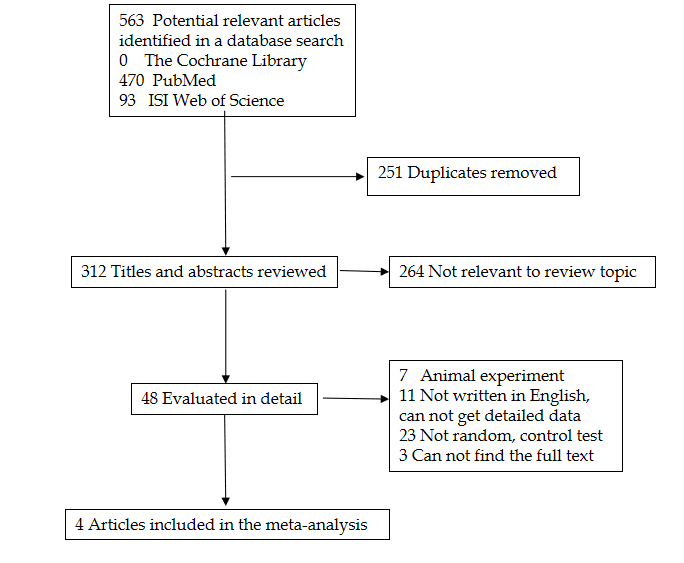 563 Potential relevant articles
identified in a database search
0 The Cochrane Library
470 PubMed
93 ISI Web of Science
251 Duplicates removed
312 Titles and abstracts reviewed
264 Not relevant to review topic
7 Animal experiment
11 Not written in English,
can not get detailed data
23 Not random, control test
3 Can not find the full text
48 Evaluated in detail
4 Articles included in the meta-analysis